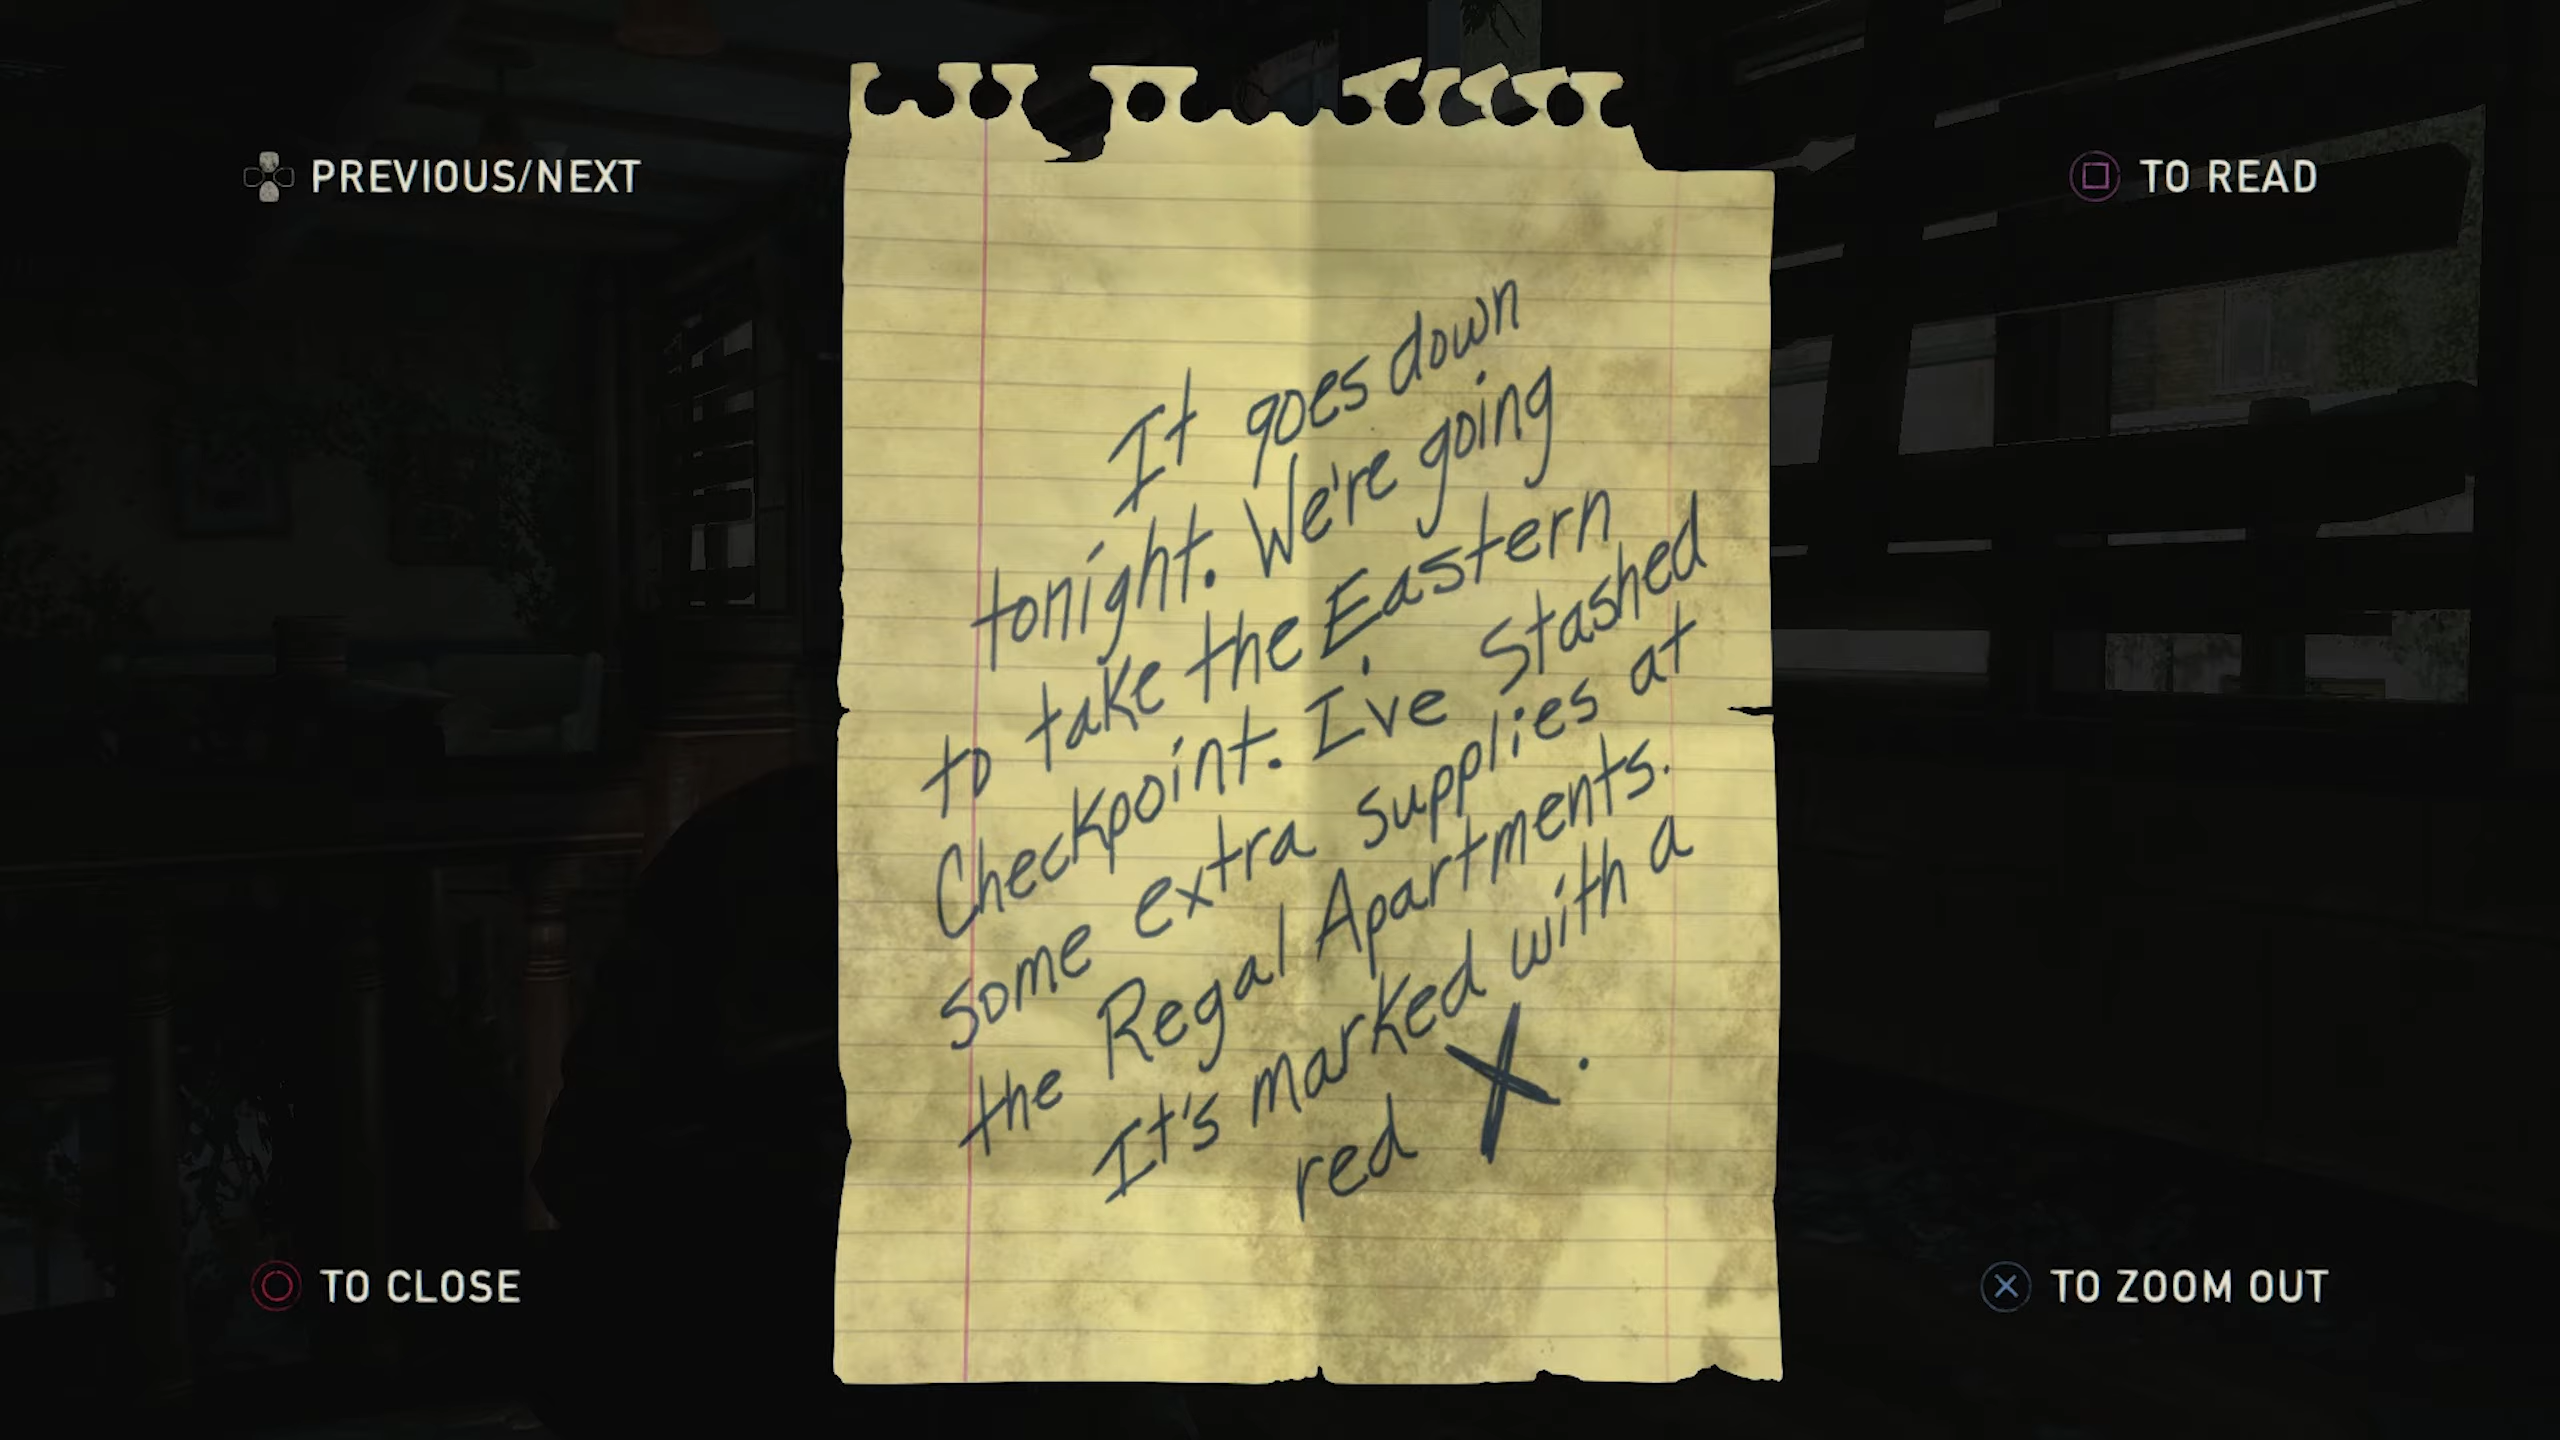 PREVIOUS/NEXT
TO READ
It goes down
tonight. We're going
to take the Eastern
Checkpoint. I've Stashed
some extra supplies at
the Regal Apartments.
It's marked with a
red X.
TO CLOSE
TO ZOOM OUT